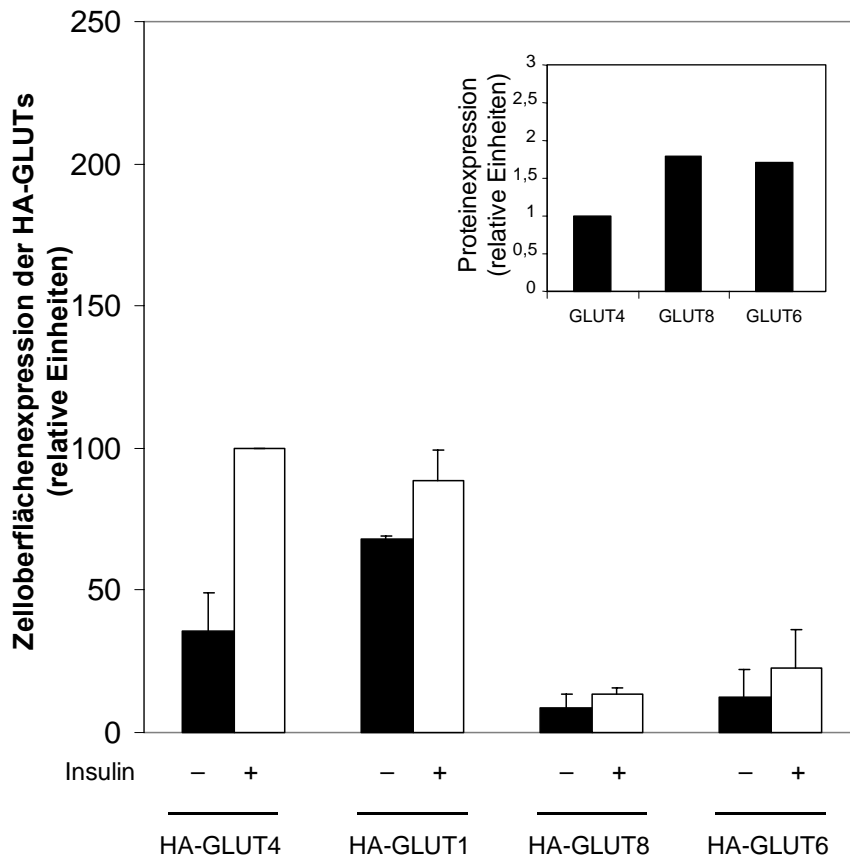 Zelloberflächenexpression der HA-GLUTs
(relative Einheiten)
250
200
150
100
50
0
Proteinexpression
(relative Einheiten)
3
2,5
2
1,5
1
0,5
0
GLUT4 GLUT8 GLUT6
Insulin – + – + – + – +
HA-GLUT4 HA-GLUT1 HA-GLUT8 HA-GLUT6